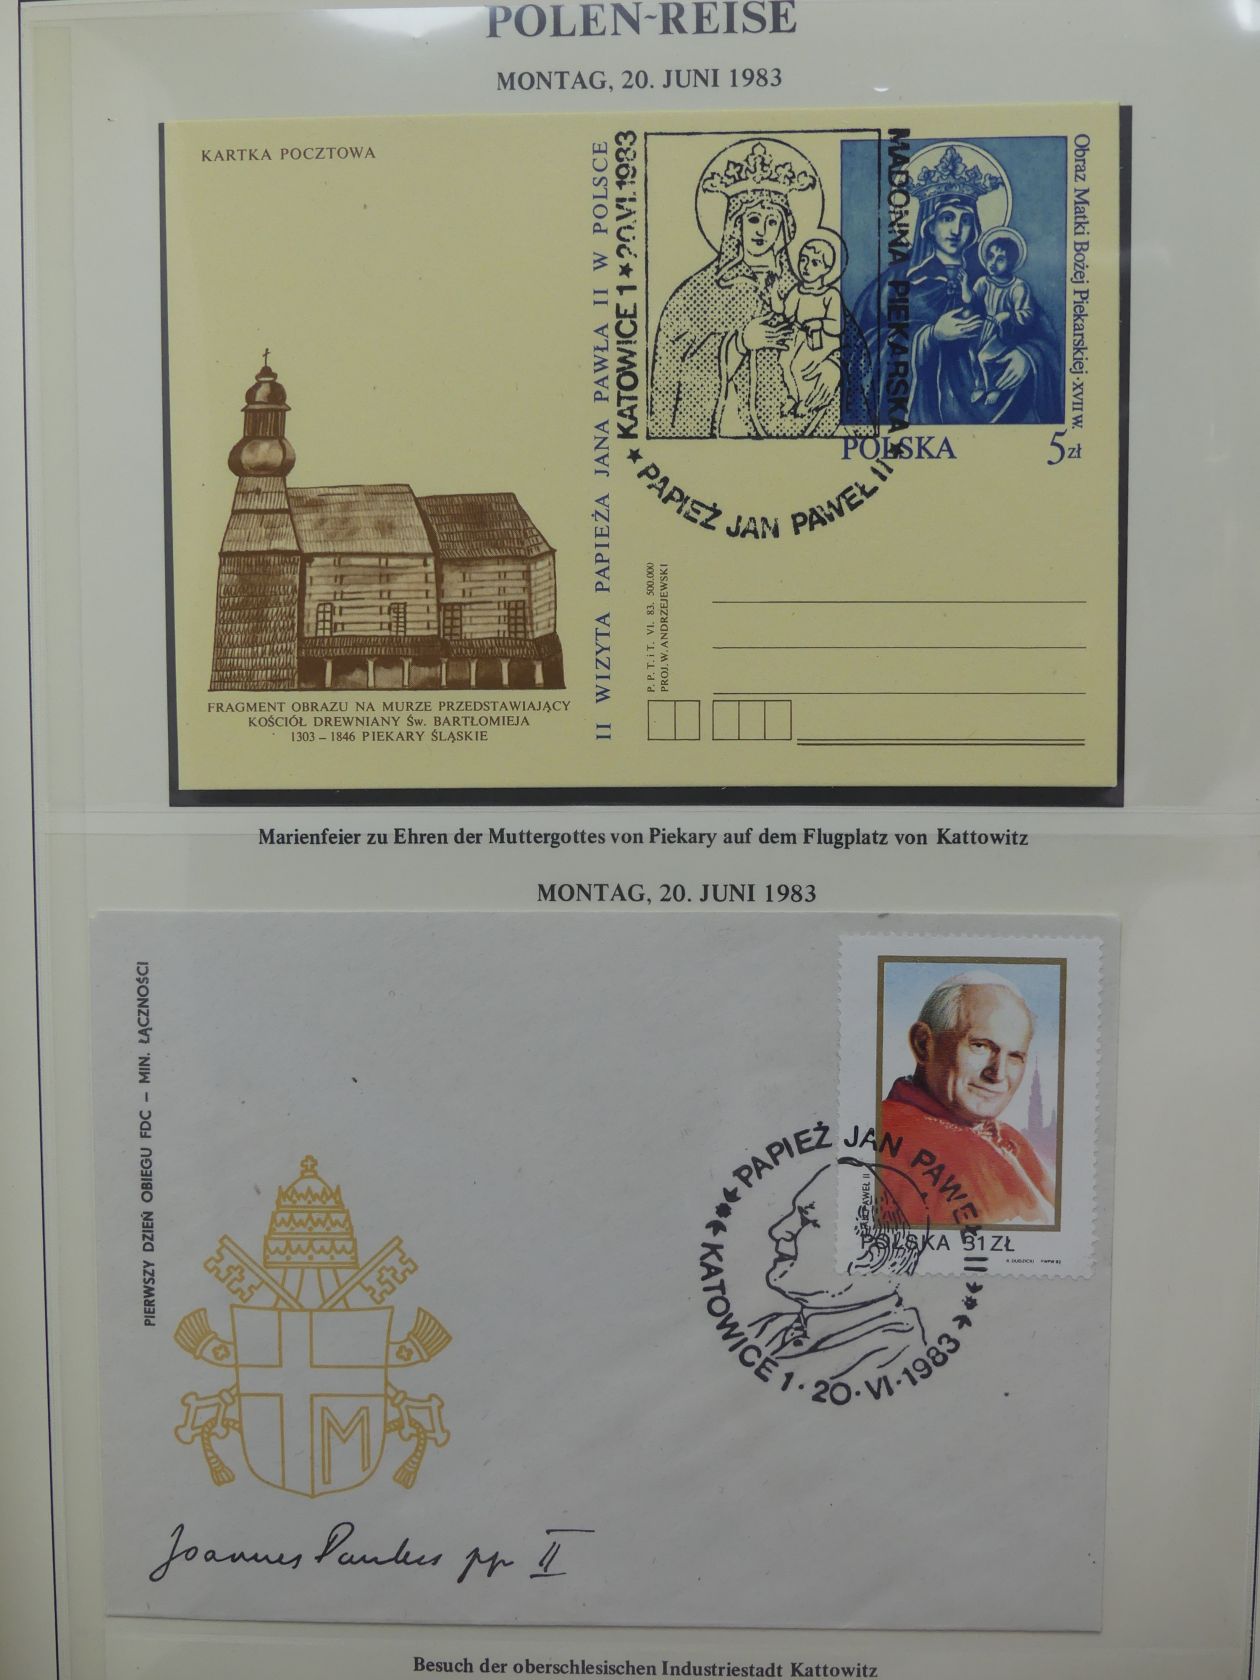 POLEN-REISE
MONTAG, 20. JUNI 1983
KARTKA POCZTOWA
II WIZYTA PAPIEŻA JANA PAWŁA II W POLSCE
★ KATOWICE 1 ★ 20.VI.1983
MADONNA PIEKARSKA ★
PAPIEŻ JAN PAWEŁ II
Obraz Matki Bożej Piekarskiej · XVII w.
POLSKA 5 zł
P. P. T. i T. VI. 83. 500.000
PROJ. W. ANDRZEJEWSKI
FRAGMENT OBRAZU NA MURZE PRZEDSTAWIAJĄCY
KOŚCIÓŁ DREWNIANY Św. BARTŁOMIEJA
1303 – 1846 PIEKARY ŚLĄSKIE
Marienfeier zu Ehren der Muttergottes von Piekary auf dem Flugplatz von Kattowitz
MONTAG, 20. JUNI 1983
PIERWSZY DZIEŃ OBIEGU FDC – MIN. ŁĄCZNOŚCI
PAPIEŻ JAN PAWEŁ II
KATOWICE 1 · 20 · VI · 1983
PAWEŁ II
POLSKA 31 ZŁ
M
Joannes Paulus pp II
Besuch der oberschlesischen Industriestadt Kattowitz